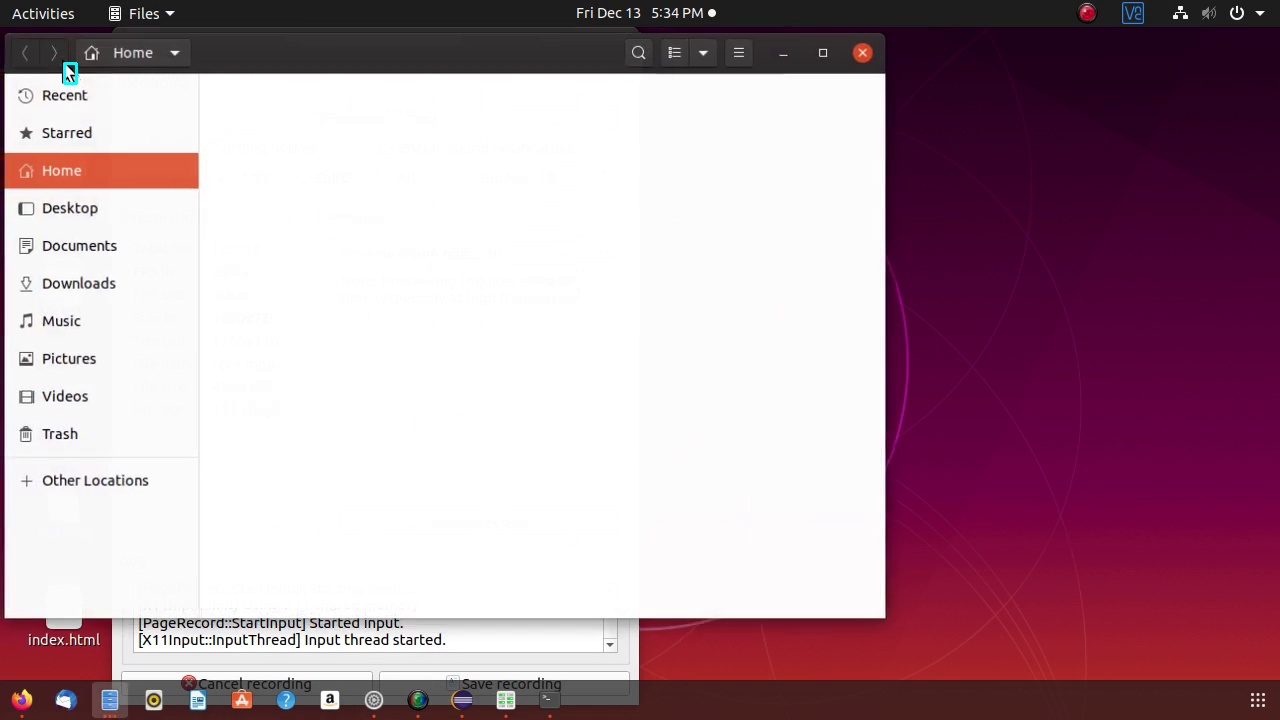 Activities
Files
Fri Dec 13 5:34 PM
Home
Recent
Starred
Home
Desktop
Documents
Downloads
Music
Pictures
Videos
Trash
Other Locations
index.html
[PageRecord::StartInput] Started input.
[X11Input::InputThread] Input thread started.
Cancel recording
Save recording